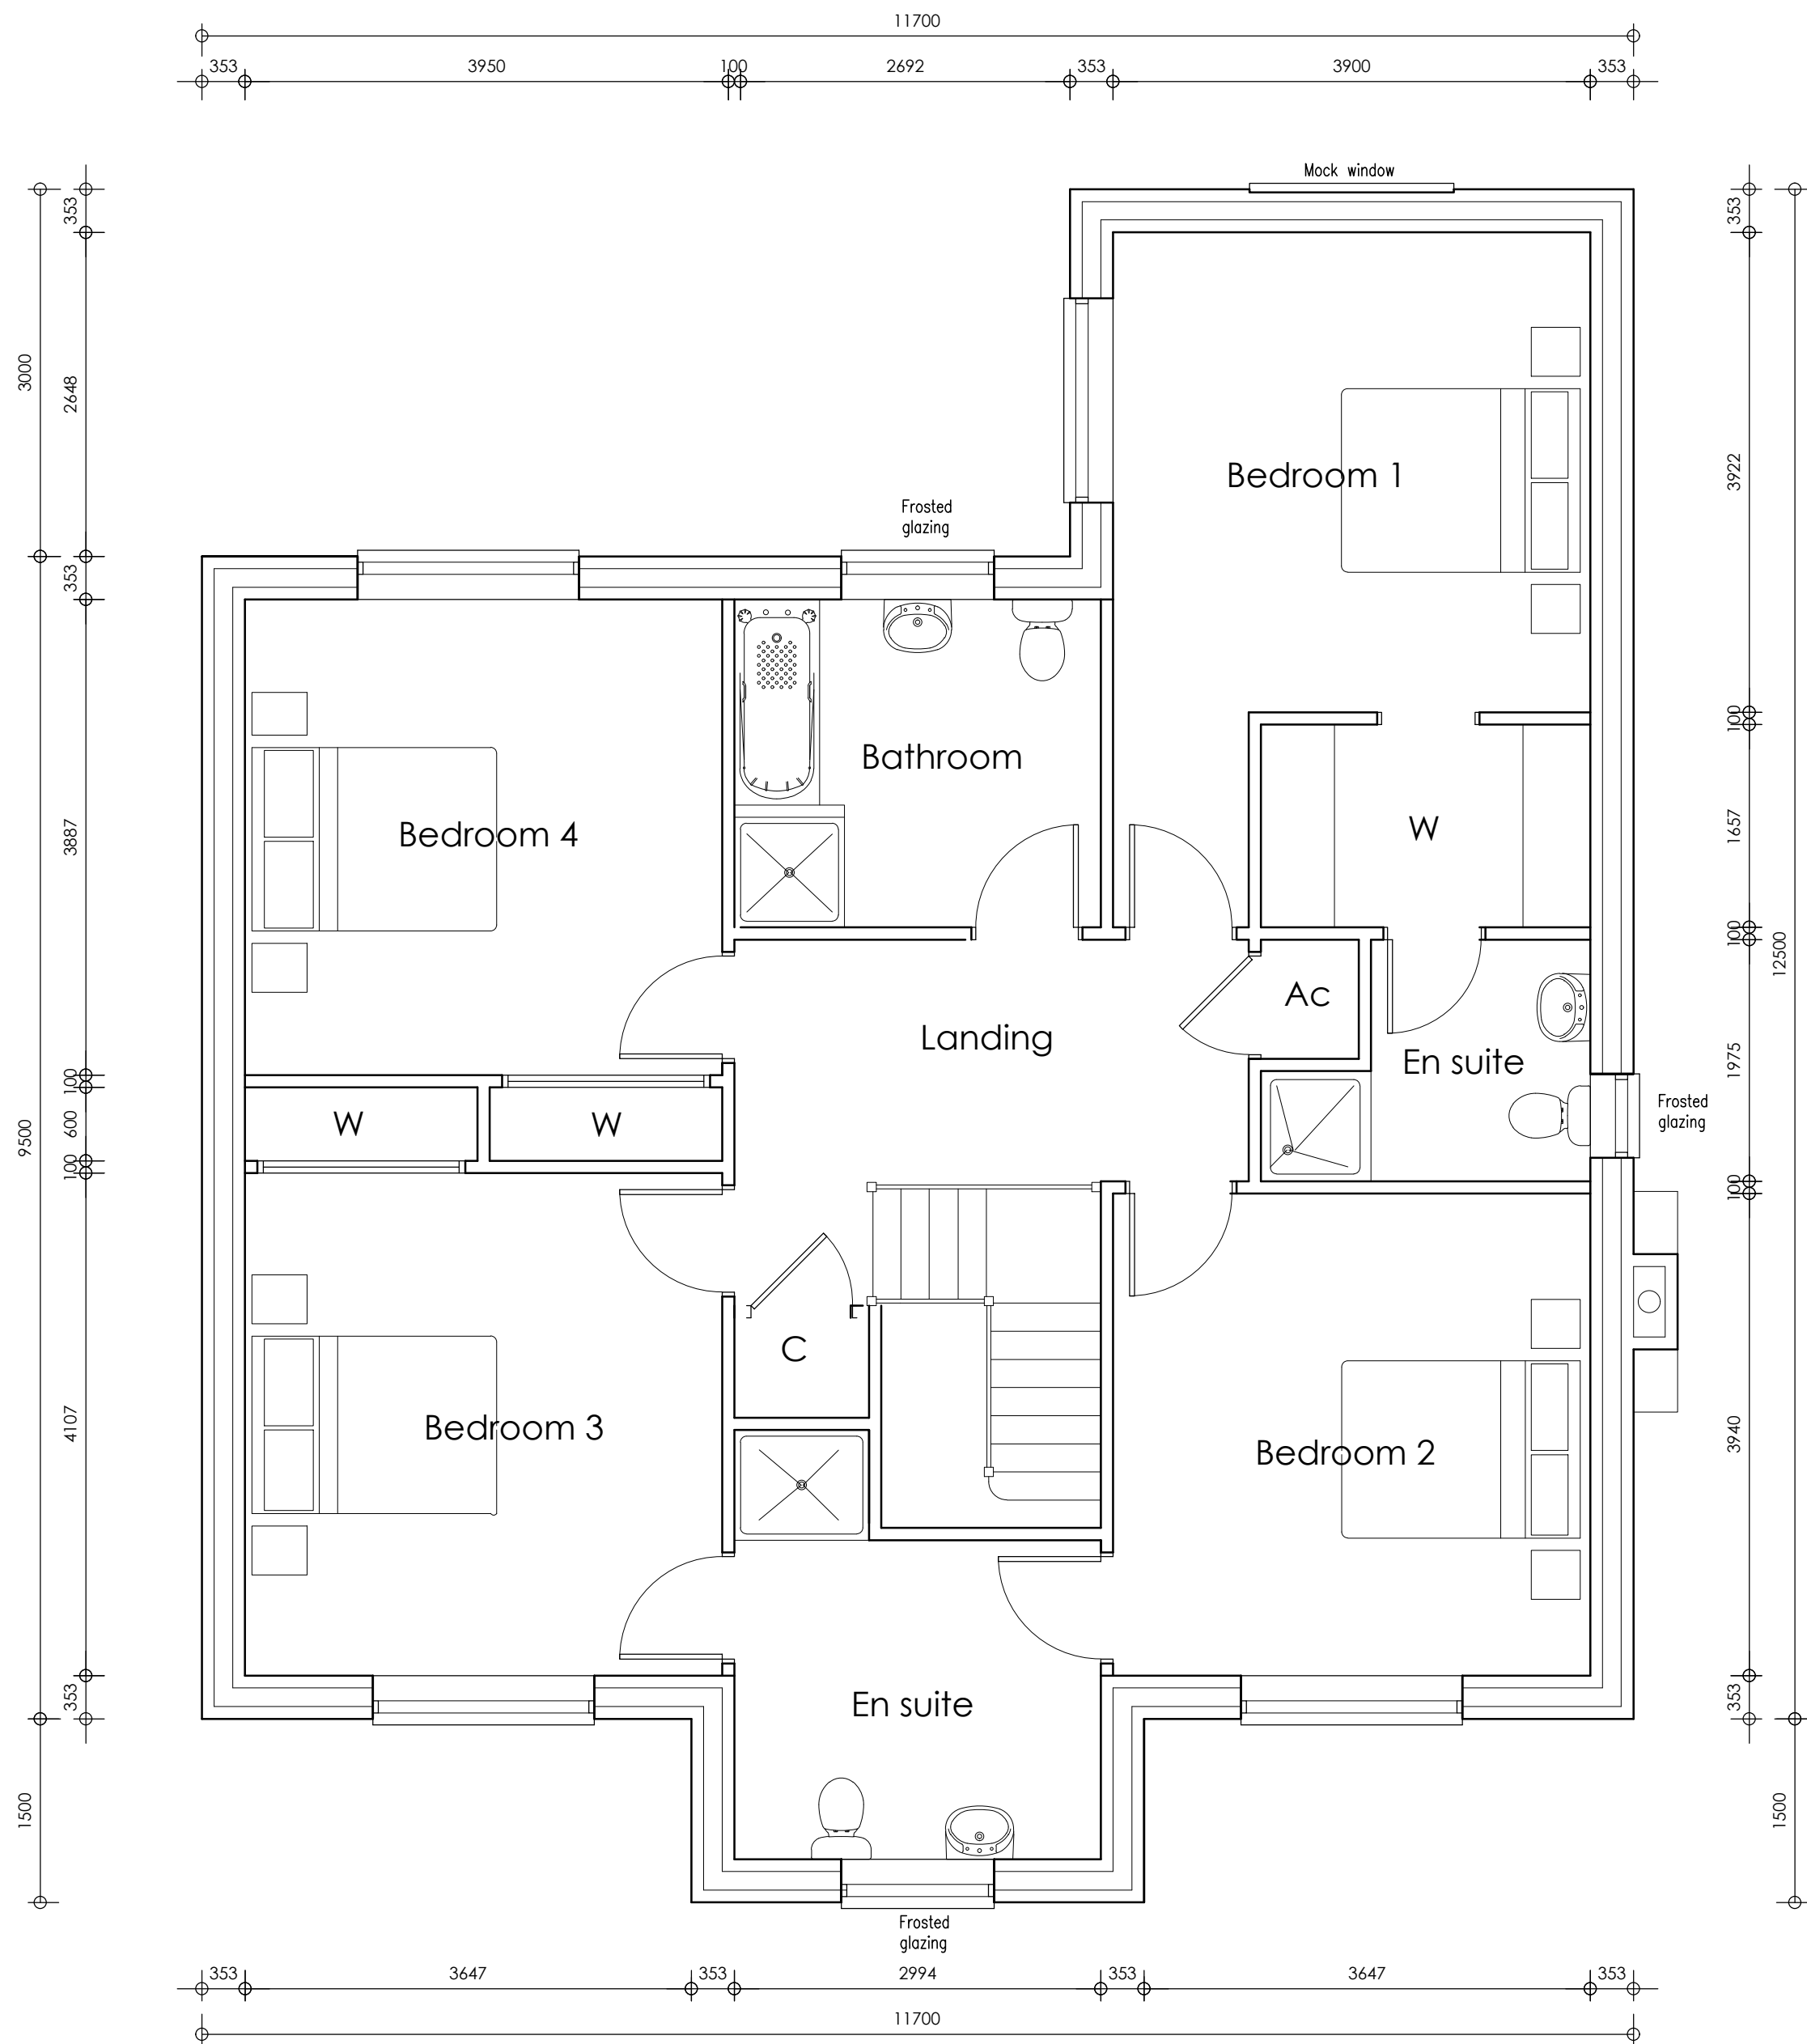 11700
353
3950
100
2692
353
3900
353
Mock window
353
2648
353
3887
100
600
100
4107
353
3000
9500
1500
353
3922
100
1657
100
1975
100
3940
353
12500
1500
Bedroom 1
Frosted
glazing
Bathroom
Bedroom 4
W
Ac
Landing
En suite
Frosted
glazing
W
W
C
Bedroom 3
Bedroom 2
En suite
Frosted
glazing
353
3647
353
2994
353
3647
353
11700